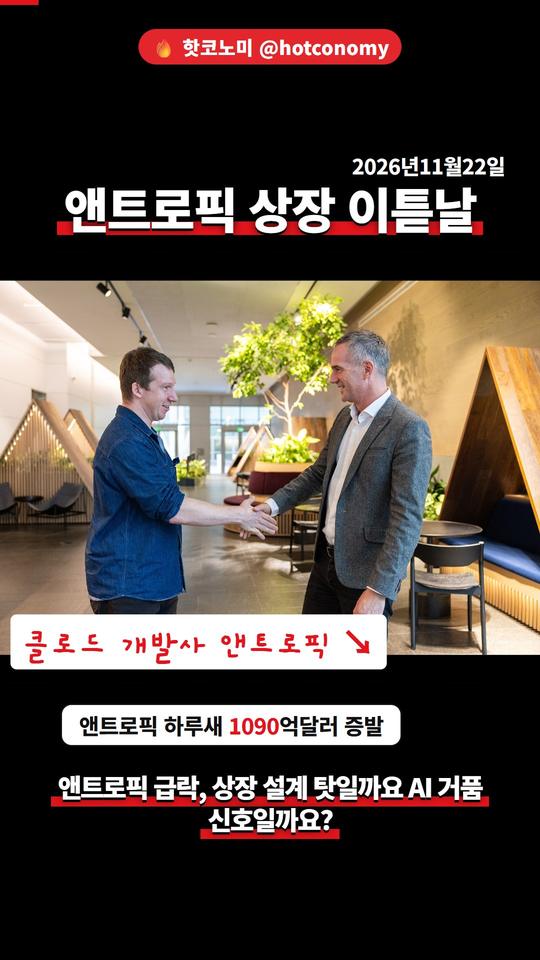 🔥 핫코노미 @hotconomy
2026년11월22일
앤트로픽 상장 이튿날
클로드 개발사 앤트로픽 ↘
앤트로픽 하루새 1090억달러 증발
앤트로픽 급락, 상장 설계 탓일까요 AI 거품
신호일까요?